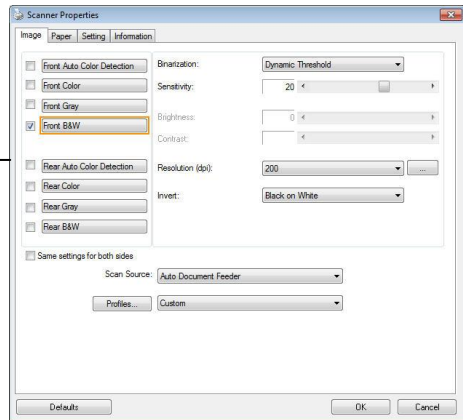 Scanner Properties
Image Paper Setting Information
Front Auto Color Detection
Front Color
Front Gray
Front B&W
Rear Auto Color Detection
Rear Color
Rear Gray
Rear B&W
Binarization: Dynamic Threshold
Sensitivity: 20
Brightness: 0
Contrast:
Resolution (dpi): 200 ...
Invert: Black on White
Same settings for both sides
Scan Source: Auto Document Feeder
Profiles... Custom
Defaults OK Cancel